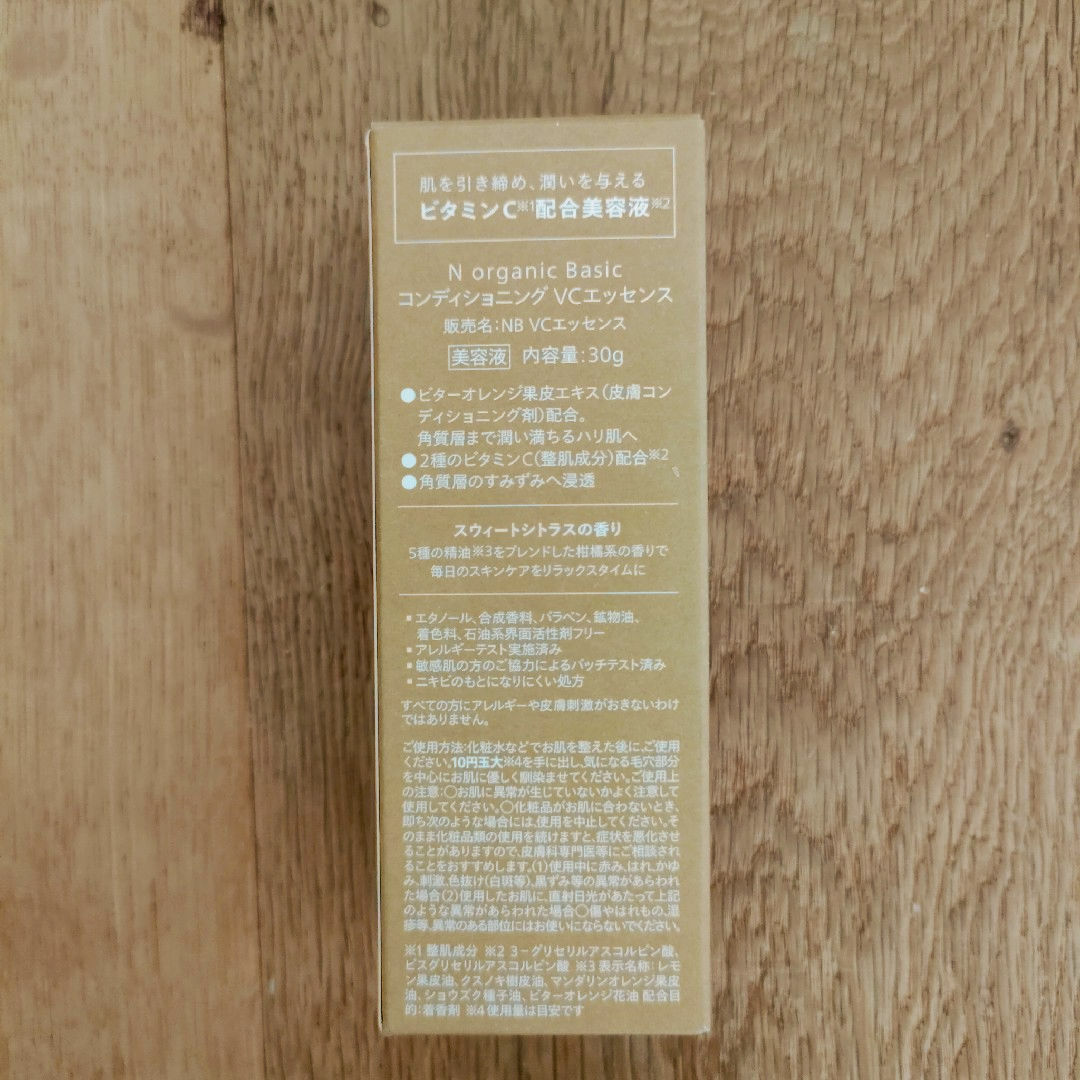 肌を引き締め、潤いを与える
ビタミンC※1配合美容液※2
N organic Basic
コンディショニング VCエッセンス
販売名:NB VCエッセンス
美容液 内容量:30g
●ビターオレンジ果皮エキス(皮膚コン
ディショニング剤)配合。
角質層まで潤い満ちるハリ肌へ
●2種のビタミンC(整肌成分)配合※2
●角質層のすみずみへ浸透
スウィートシトラスの香り
5種の精油※3をブレンドした柑橘系の香りで
毎日のスキンケアをリラックスタイムに
▪エタノール、合成香料、パラベン、鉱物油、
着色料、石油系界面活性剤フリー
▪アレルギーテスト実施済み
▪敏感肌の方のご協力によるパッチテスト済み
▪ニキビのもとになりにくい処方
すべての方にアレルギーや皮膚刺激がおきないわけ
ではありません。
ご使用方法:化粧水などでお肌を整えた後に、ご使用
ください。10円玉大※4を手に出し、気になる毛穴部分
を中心にお肌に優しく馴染ませてください。ご使用上
の注意:○お肌に異常が生じていないかよく注意して
使用してください。○化粧品がお肌に合わないとき、
即ち次のような場合には、使用を中止してください。そ
のまま化粧品類の使用を続けますと、症状を悪化させ
ることがありますので、皮膚科専門医等にご相談され
ることをおすすめします。(1)使用中に赤み、はれ、かゆ
み、刺激、色抜け(白斑等)、黒ずみ等の異常があらわれ
た場合(2)使用したお肌に、直射日光があたって上記
のような異常があらわれた場合○傷やはれもの、湿
疹等、異常のある部位にはお使いにならないでください。
※1 整肌成分 ※2 3-グリセリルアスコルビン酸、
ビスグリセリルアスコルビン酸 ※3 表示名称:レモ
ン果皮油、クスノキ樹皮油、マンダリンオレンジ果皮
油、ショウズク種子油、ビターオレンジ花油 配合目
的:着香剤 ※4 使用量は目安です